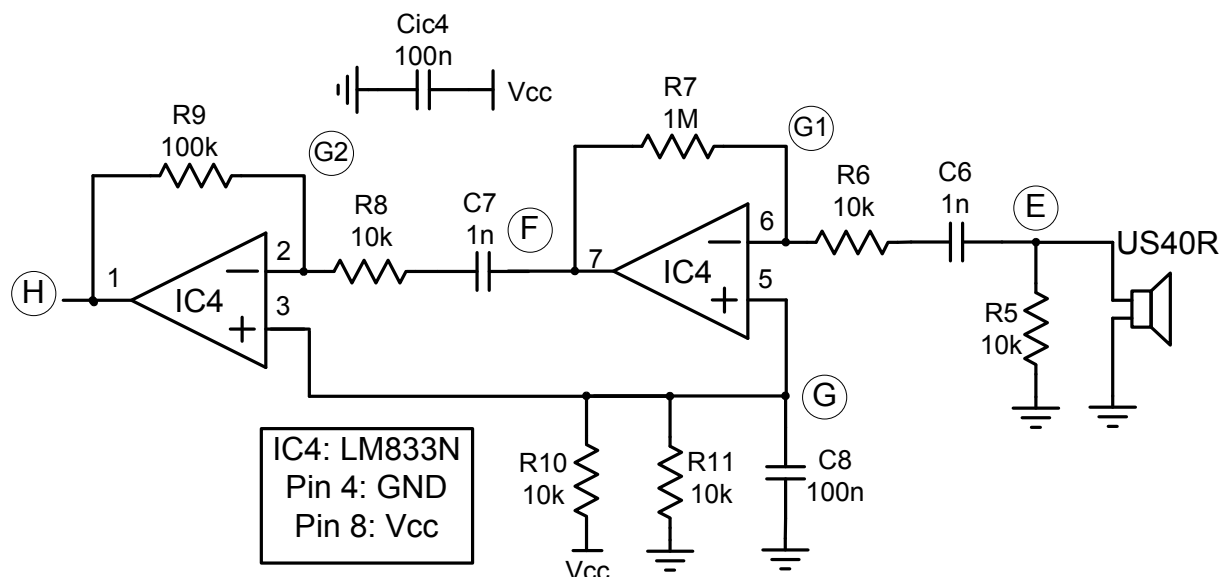 Cic4
100n
Vcc
R9
100k
G2
R7
1M
G1
R8
10k
C7
1n
F
R6
10k
C6
1n
E
US40R
H
1
IC4
2
3
7
IC4
6
5
R5
10k
G
IC4: LM833N
Pin 4: GND
Pin 8: Vcc
R10
10k
Vcc
R11
10k
C8
100n